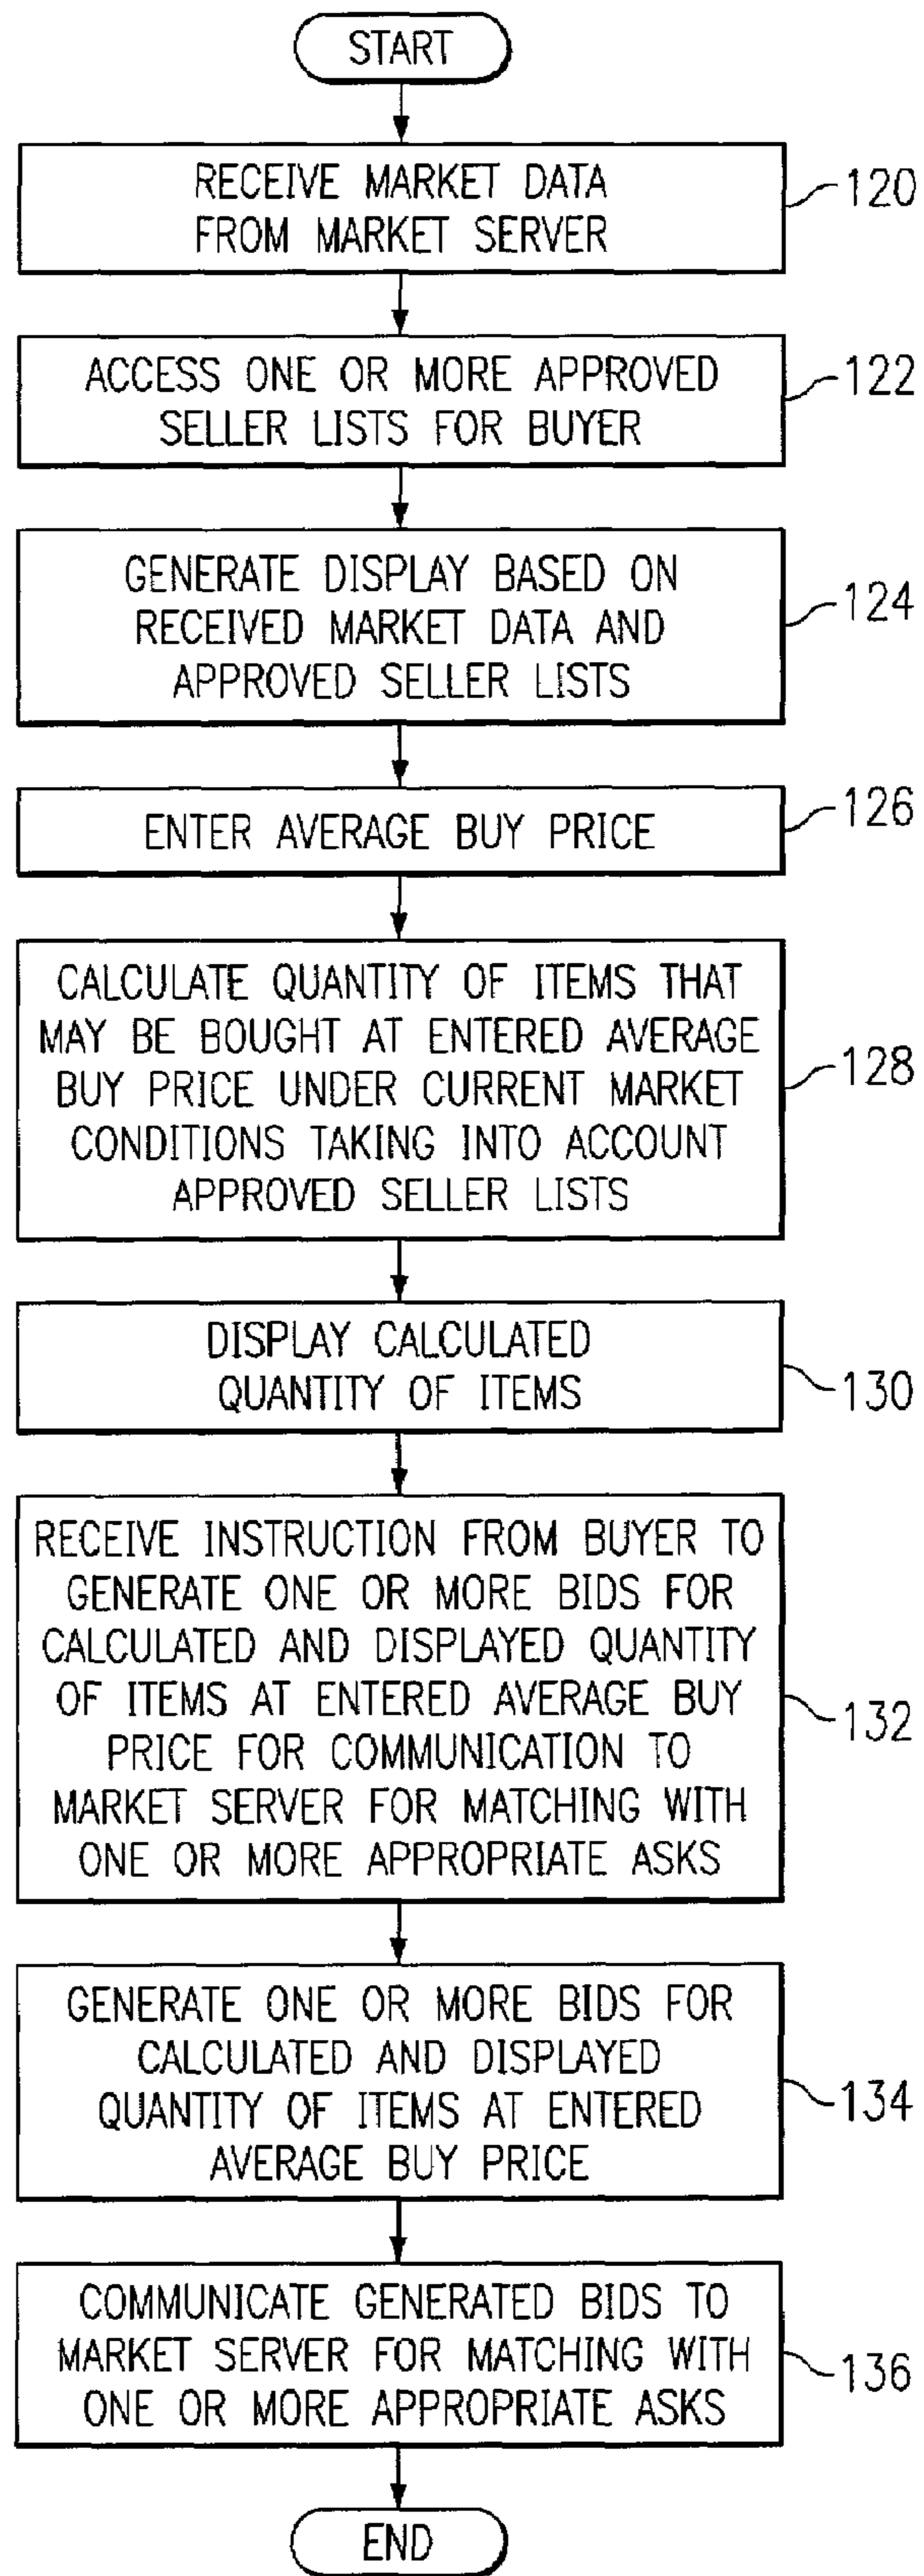 START
RECEIVE MARKET DATA
FROM MARKET SERVER
120
ACCESS ONE OR MORE APPROVED
SELLER LISTS FOR BUYER
122
GENERATE DISPLAY BASED ON
RECEIVED MARKET DATA AND
APPROVED SELLER LISTS
124
ENTER AVERAGE BUY PRICE
126
CALCULATE QUANTITY OF ITEMS THAT
MAY BE BOUGHT AT ENTERED AVERAGE
BUY PRICE UNDER CURRENT MARKET
CONDITIONS TAKING INTO ACCOUNT
APPROVED SELLER LISTS
128
DISPLAY CALCULATED
QUANTITY OF ITEMS
130
RECEIVE INSTRUCTION FROM BUYER TO
GENERATE ONE OR MORE BIDS FOR
CALCULATED AND DISPLAYED QUANTITY
OF ITEMS AT ENTERED AVERAGE BUY
PRICE FOR COMMUNICATION TO
MARKET SERVER FOR MATCHING WITH
ONE OR MORE APPROPRIATE ASKS
132
GENERATE ONE OR MORE BIDS FOR
CALCULATED AND DISPLAYED
QUANTITY OF ITEMS AT ENTERED
AVERAGE BUY PRICE
134
COMMUNICATE GENERATED BIDS TO
MARKET SERVER FOR MATCHING WITH
ONE OR MORE APPROPRIATE ASKS
136
END